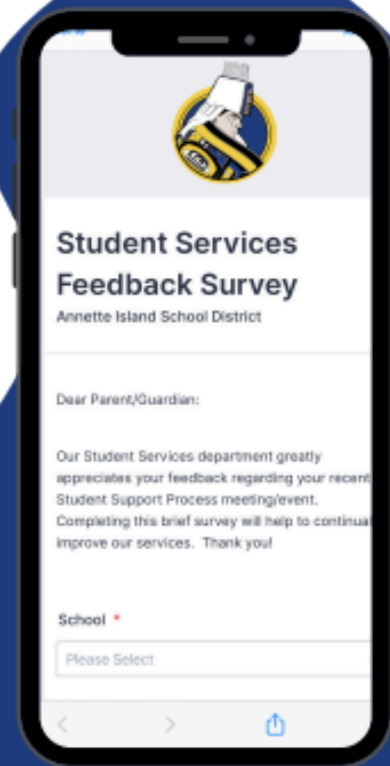 Student Services
Feedback Survey
Annette Island School District
Dear Parent/Guardian:
Our Student Services department greatly
appreciates your feedback regarding your recent
Student Support Process meeting/event.
Completing this brief survey will help to continual
improve our services. Thank you!
School *
Please Select